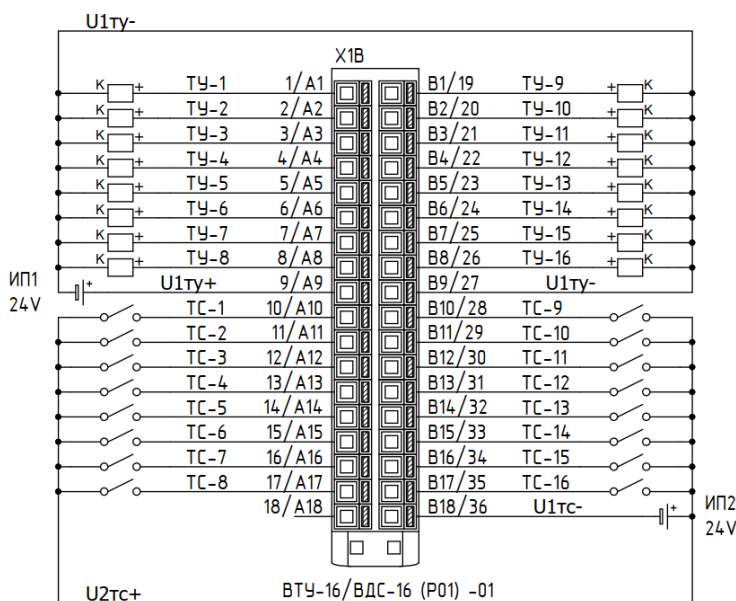 U1ту-
X1B
К + ТУ-1 1/A1 B1/19 ТУ-9 + К
К + ТУ-2 2/A2 B2/20 ТУ-10 + К
К + ТУ-3 3/A3 B3/21 ТУ-11 + К
К + ТУ-4 4/A4 B4/22 ТУ-12 + К
К + ТУ-5 5/A5 B5/23 ТУ-13 + К
К + ТУ-6 6/A6 B6/24 ТУ-14 + К
К + ТУ-7 7/A7 B7/25 ТУ-15 + К
К + ТУ-8 8/A8 B8/26 ТУ-16 + К
ИП1 + U1ту+ 9/A9 B9/27 U1ту-
24V
ТС-1 10/A10 B10/28 ТС-9
ТС-2 11/A11 B11/29 ТС-10
ТС-3 12/A12 B12/30 ТС-11
ТС-4 13/A13 B13/31 ТС-12
ТС-5 14/A14 B14/32 ТС-13
ТС-6 15/A15 B15/33 ТС-14
ТС-7 16/A16 B16/34 ТС-15
ТС-8 17/A17 B17/35 ТС-16
18/A18 B18/36 U1тс- + ИП2
24V
U2тс+ ВТУ-16/ВДС-16 (Р01) -01